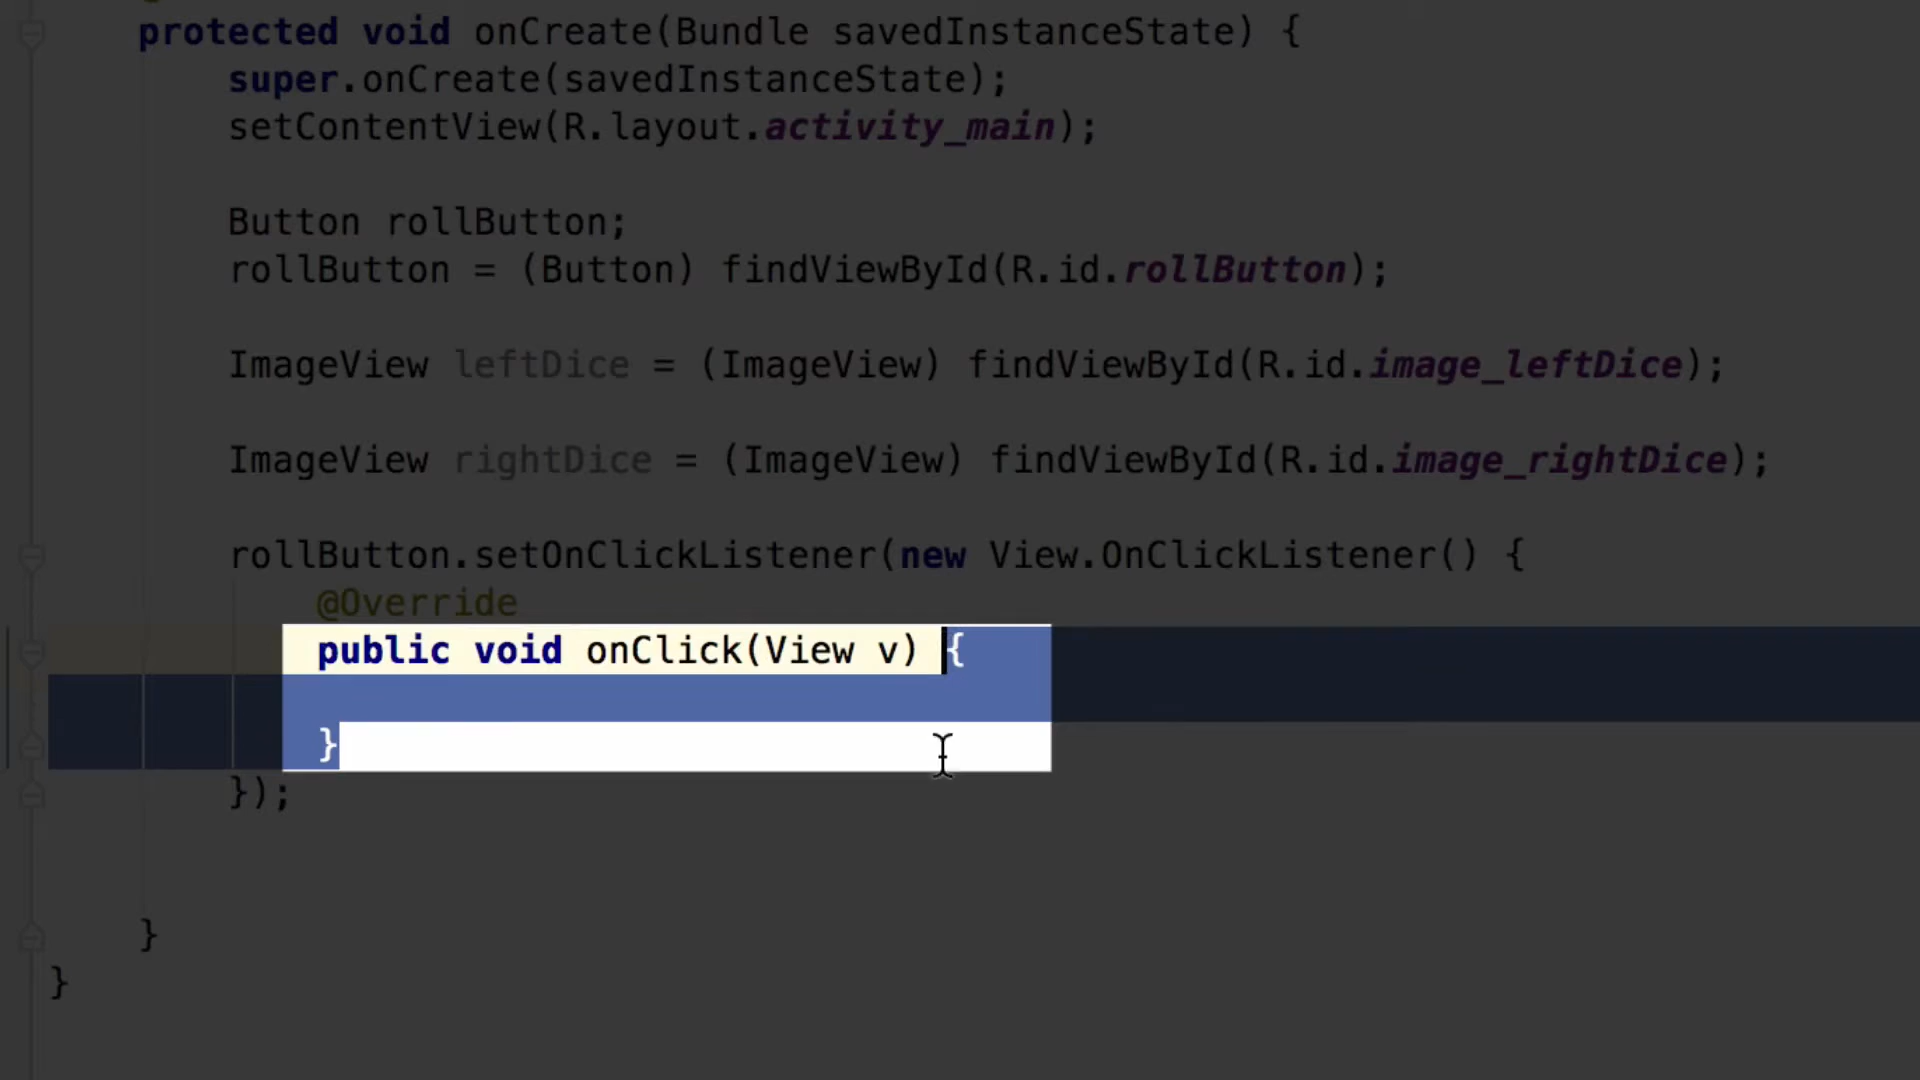 protected void onCreate(Bundle savedInstanceState) {
super.onCreate(savedInstanceState);
setContentView(R.layout.activity_main);
Button rollButton;
rollButton = (Button) findViewById(R.id.rollButton);
ImageView leftDice = (ImageView) findViewById(R.id.image_leftDice);
ImageView rightDice = (ImageView) findViewById(R.id.image_rightDice);
rollButton.setOnClickListener(new View.OnClickListener() {
@Override
public void onClick(View v) {
}
});
}
}